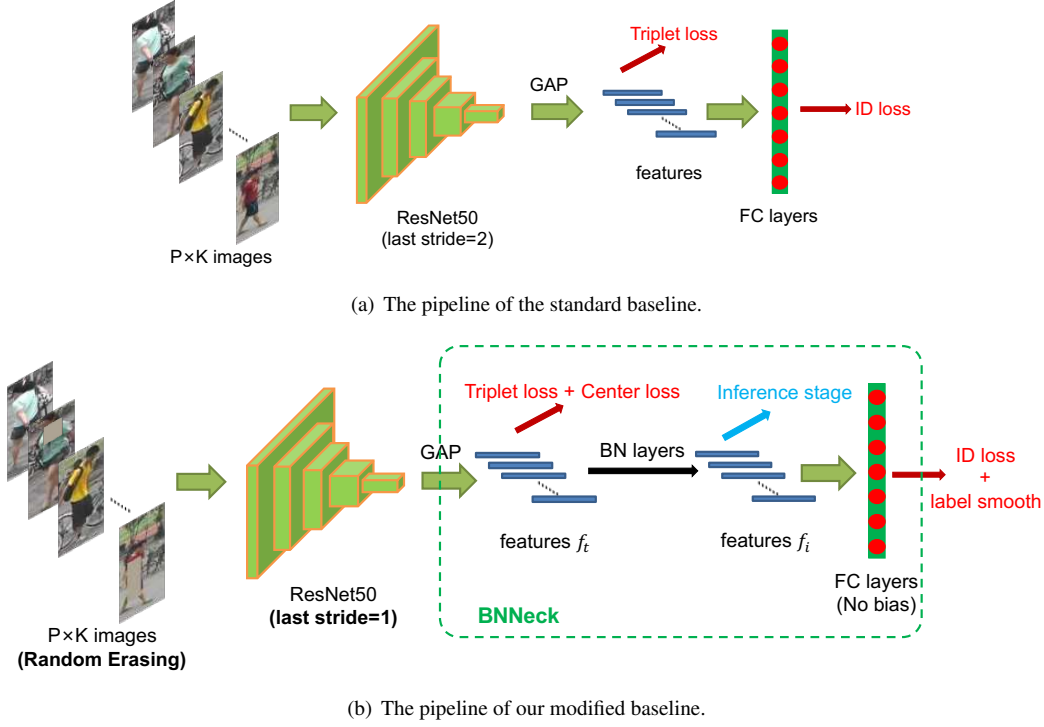 Triplet loss
GAP
ID loss
features
FC layers
ResNet50
(last stride=2)
P×K images
(a) The pipeline of the standard baseline.
Triplet loss + Center loss
Inference stage
GAP
BN layers
ID loss
+
label smooth
features f_t
features f_i
FC layers
(No bias)
ResNet50
(last stride=1)
BNNeck
P×K images
(Random Erasing)
(b) The pipeline of our modified baseline.